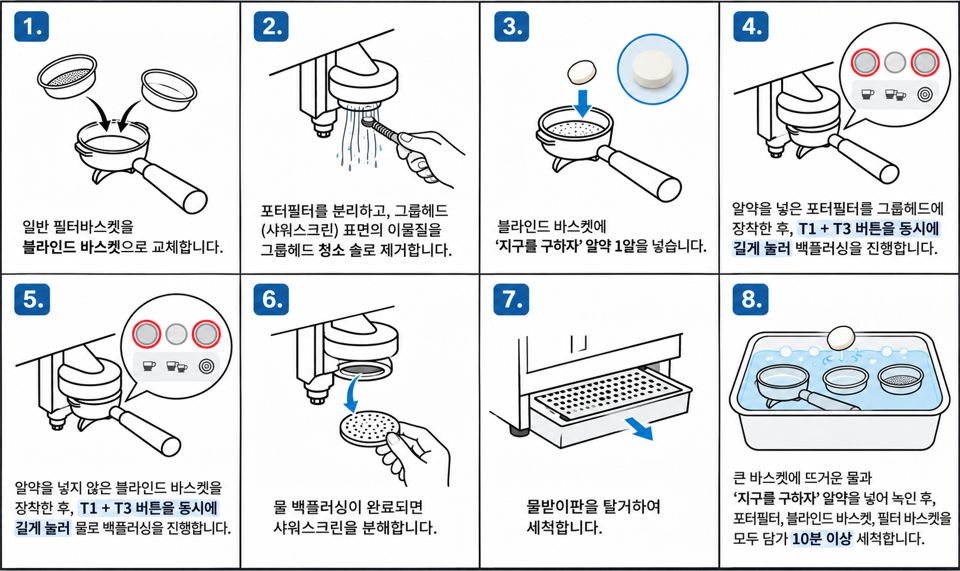 1.
일반 필터바스켓을
블라인드 바스켓으로 교체합니다.
2.
포터필터를 분리하고, 그룹헤드
(샤워스크린) 표면의 이물질을
그룹헤드 청소 솔로 제거합니다.
3.
블라인드 바스켓에
‘지구를 구하자’ 알약 1알을 넣습니다.
4.
알약을 넣은 포터필터를 그룹헤드에
장착한 후, T1 + T3 버튼을 동시에
길게 눌러 백플러싱을 진행합니다.
5.
알약을 넣지 않은 블라인드 바스켓을
장착한 후, T1 + T3 버튼을 동시에
길게 눌러 물로 백플러싱을 진행합니다.
6.
물 백플러싱이 완료되면
샤워스크린을 분해합니다.
7.
물받이판을 탈거하여
세척합니다.
8.
큰 바스켓에 뜨거운 물과
‘지구를 구하자’ 알약을 넣어 녹인 후,
포터필터, 블라인드 바스켓, 필터 바스켓을
모두 담가 10분 이상 세척합니다.